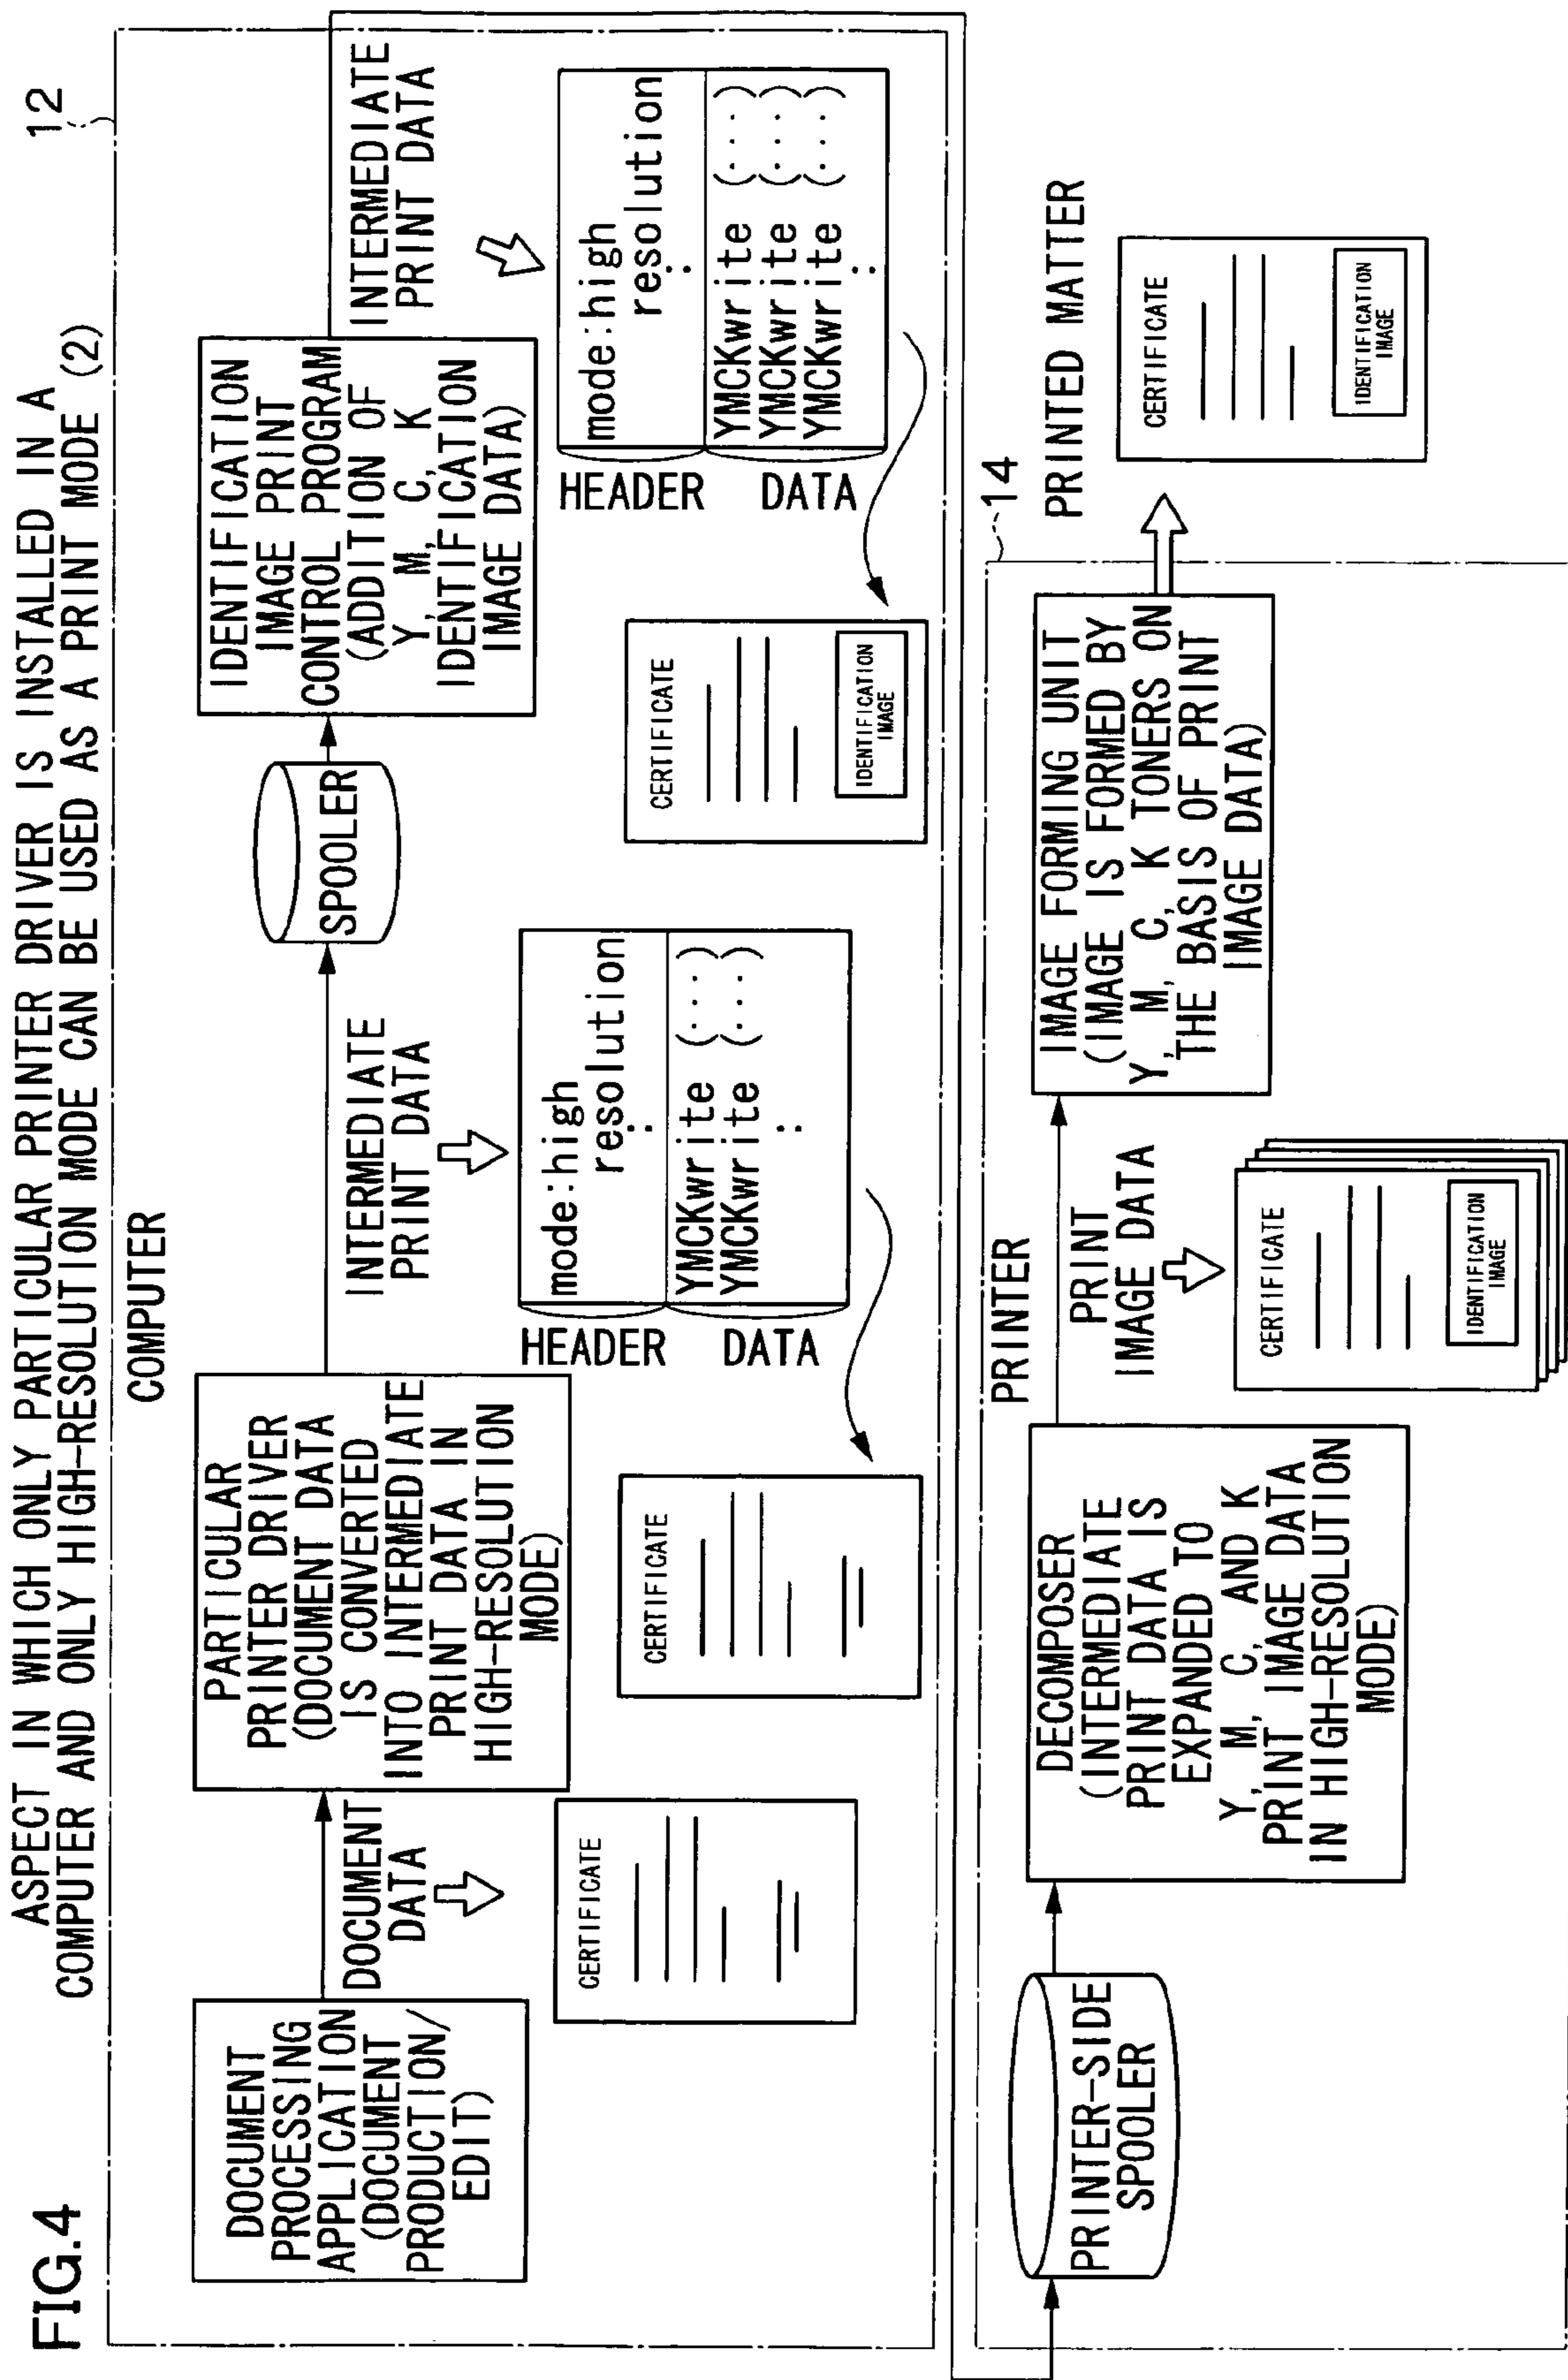 FIG.4
ASPECT IN WHICH ONLY PARTICULAR PRINTER DRIVER IS INSTALLED IN A
COMPUTER AND ONLY HIGH-RESOLUTION MODE CAN BE USED AS A PRINT MODE (2)
12
COMPUTER
DOCUMENT
PROCESSING
APPLICATION
(DOCUMENT
PRODUCTION/
EDIT)
DOCUMENT
DATA
CERTIFICATE
PARTICULAR
PRINTER DRIVER
(DOCUMENT DATA
IS CONVERTED
INTO INTERMEDIATE
PRINT DATA IN
HIGH-RESOLUTION
MODE)
CERTIFICATE
INTERMEDIATE
PRINT DATA
HEADER
mode:high
resolution
:
DATA
YMCKwrite (...)
YMCKwrite (...)
:
SPOOLER
IDENTIFICATION
IMAGE PRINT
CONTROL PROGRAM
(ADDITION OF
Y, M, C, K
IDENTIFICATION
IMAGE DATA)
CERTIFICATE
IDENTIFICATION
IMAGE
INTERMEDIATE
PRINT DATA
HEADER
mode:high
resolution
:
DATA
YMCKwrite (...)
YMCKwrite (...)
YMCKwrite (...)
:
14
PRINTER
PRINTER-SIDE
SPOOLER
DECOMPOSER
(INTERMEDIATE
PRINT DATA IS
EXPANDED TO
Y, M, C, AND K
PRINT IMAGE DATA
IN HIGH-RESOLUTION
MODE)
PRINT
IMAGE DATA
CERTIFICATE
IDENTIFICATION
IMAGE
IMAGE FORMING UNIT
(IMAGE IS FORMED BY
Y, M, C, K TONERS ON
THE BASIS OF PRINT
IMAGE DATA)
PRINTED MATTER
CERTIFICATE
IDENTIFICATION
IMAGE